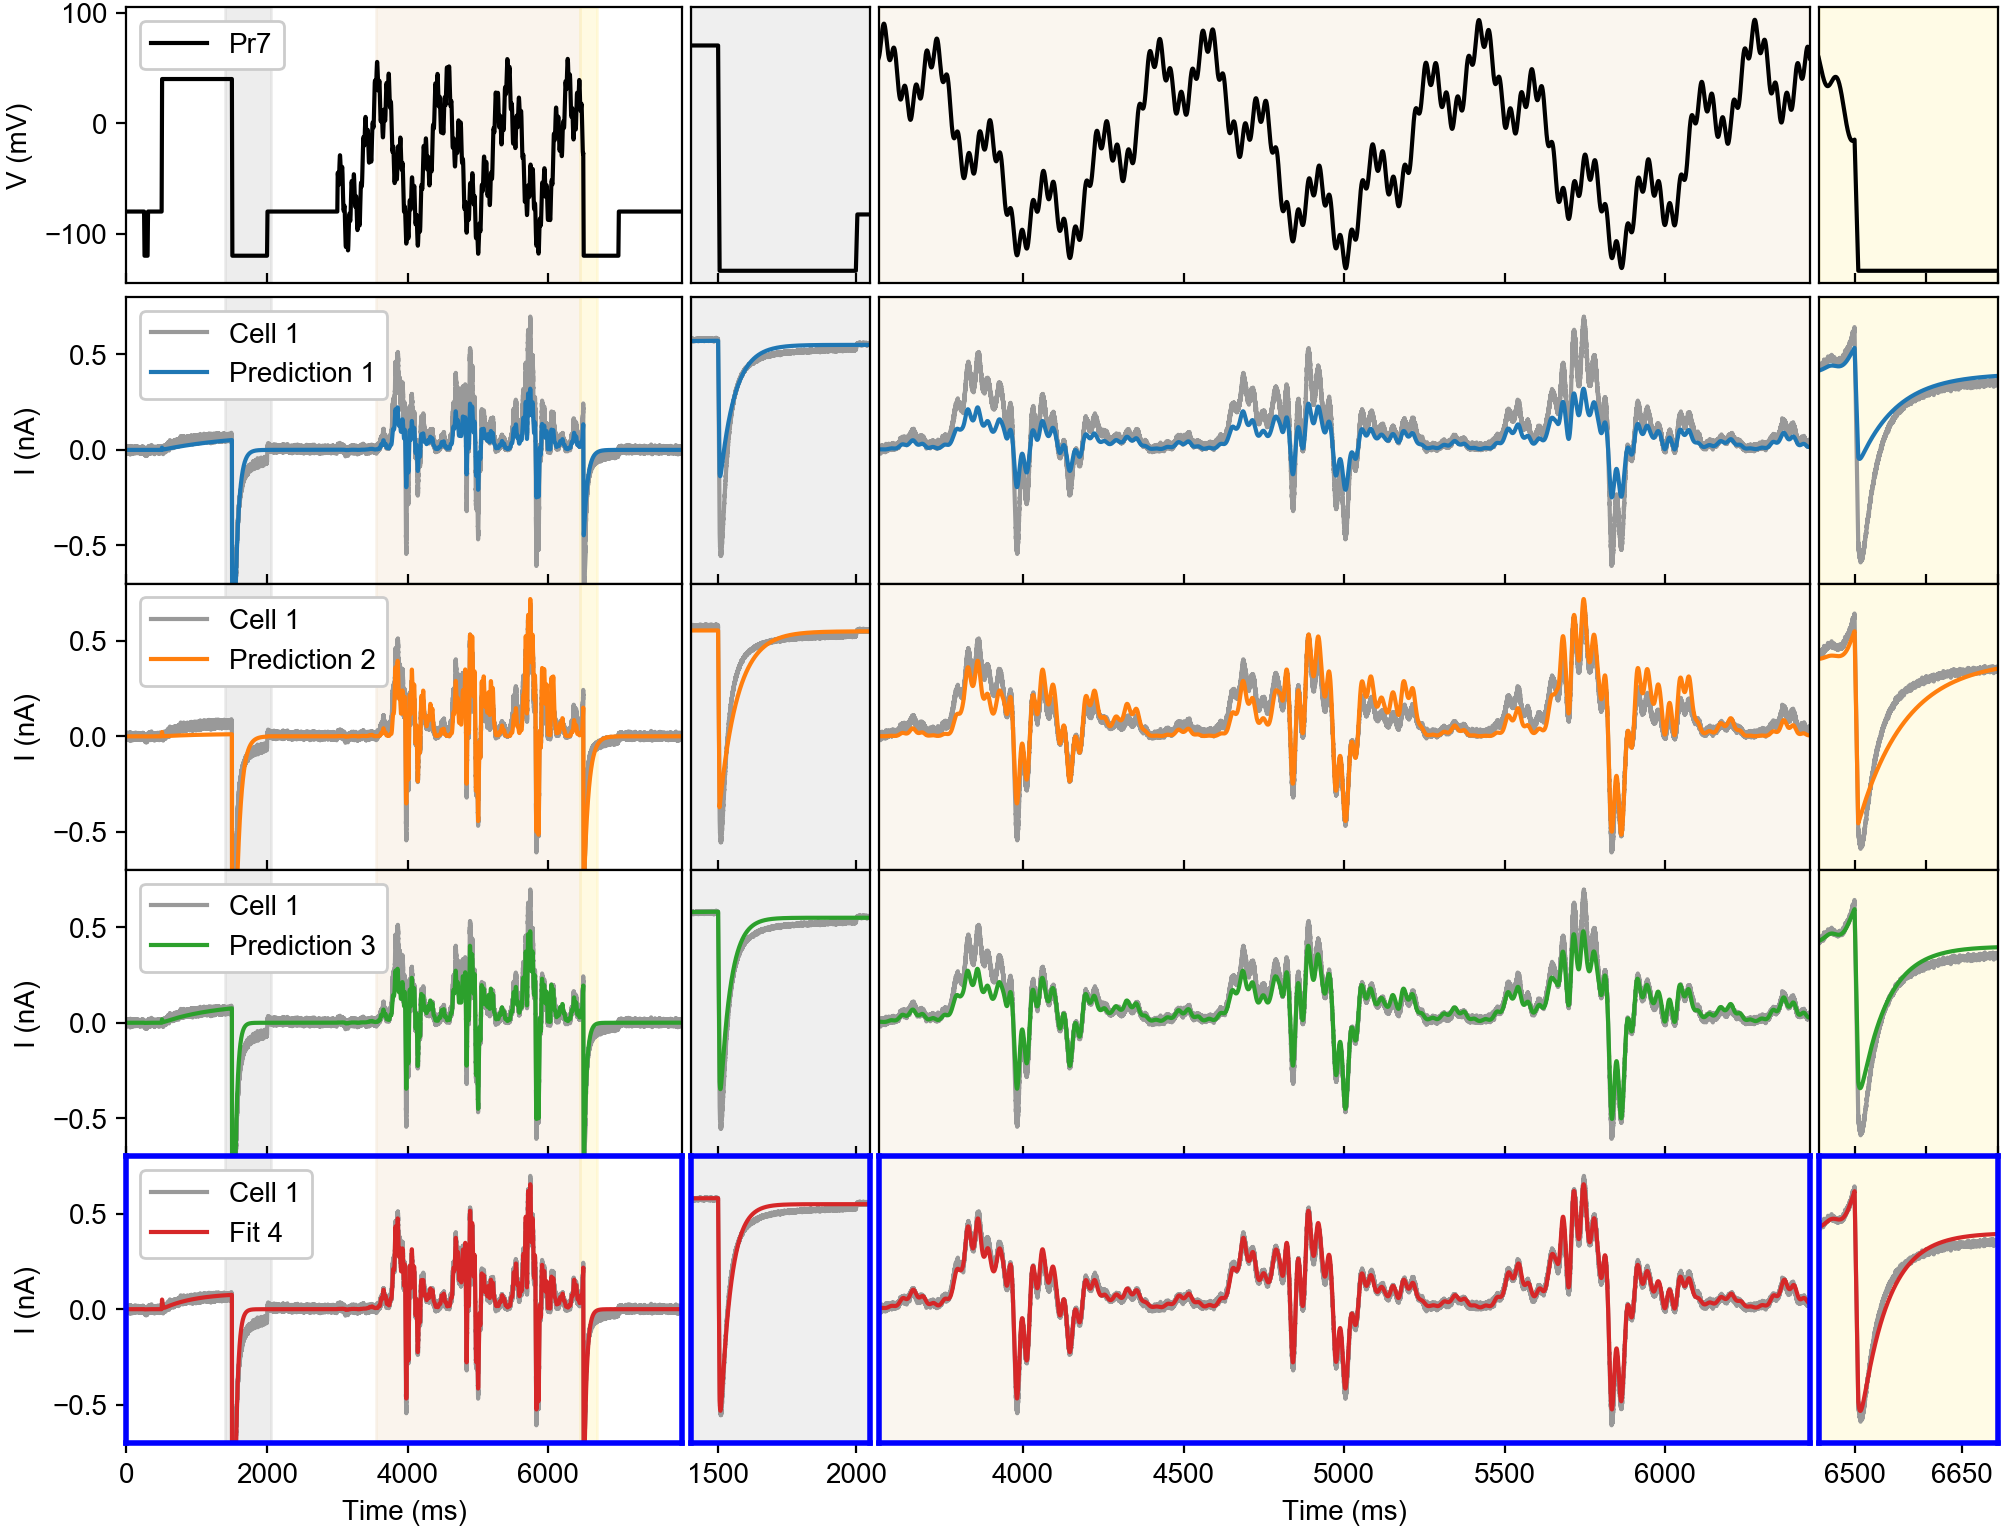 100
0
−100
V (mV)
Pr7
0.5
0.0
−0.5
I (nA)
Cell 1
Prediction 1
0.5
0.0
−0.5
I (nA)
Cell 1
Prediction 2
0.5
0.0
−0.5
I (nA)
Cell 1
Prediction 3
0.5
0.0
−0.5
I (nA)
Cell 1
Fit 4
0 2000 4000 6000 1500 2000 4000 4500 5000 5500 6000 6500 6650
Time (ms) Time (ms)